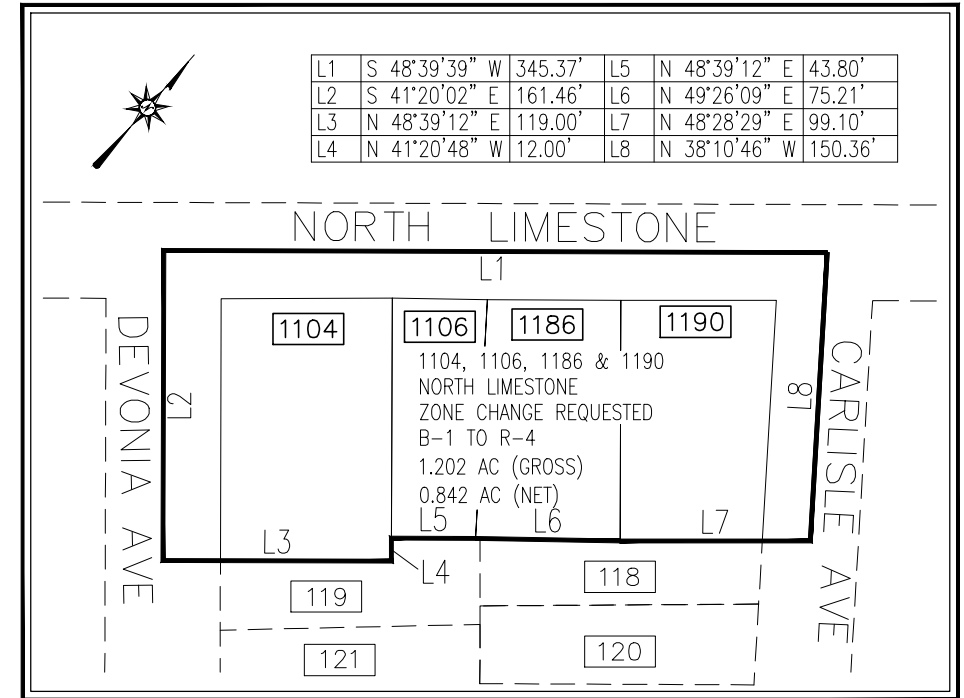 L1 S 48°39'39" W 345.37' L5 N 48°39'12" E 43.80'
L2 S 41°20'02" E 161.46' L6 N 49°26'09" E 75.21'
L3 N 48°39'12" E 119.00' L7 N 48°28'29" E 99.10'
L4 N 41°20'48" W 12.00' L8 N 38°10'46" W 150.36'
NORTH LIMESTONE
L1
1104
1106
1186
1190
1104, 1106, 1186 & 1190
NORTH LIMESTONE
ZONE CHANGE REQUESTED
B-1 TO R-4
1.202 AC (GROSS)
0.842 AC (NET)
DEVONIA AVE
L2
L8
CARLISLE AVE
L3
L5
L6
L7
L4
119
118
121
120